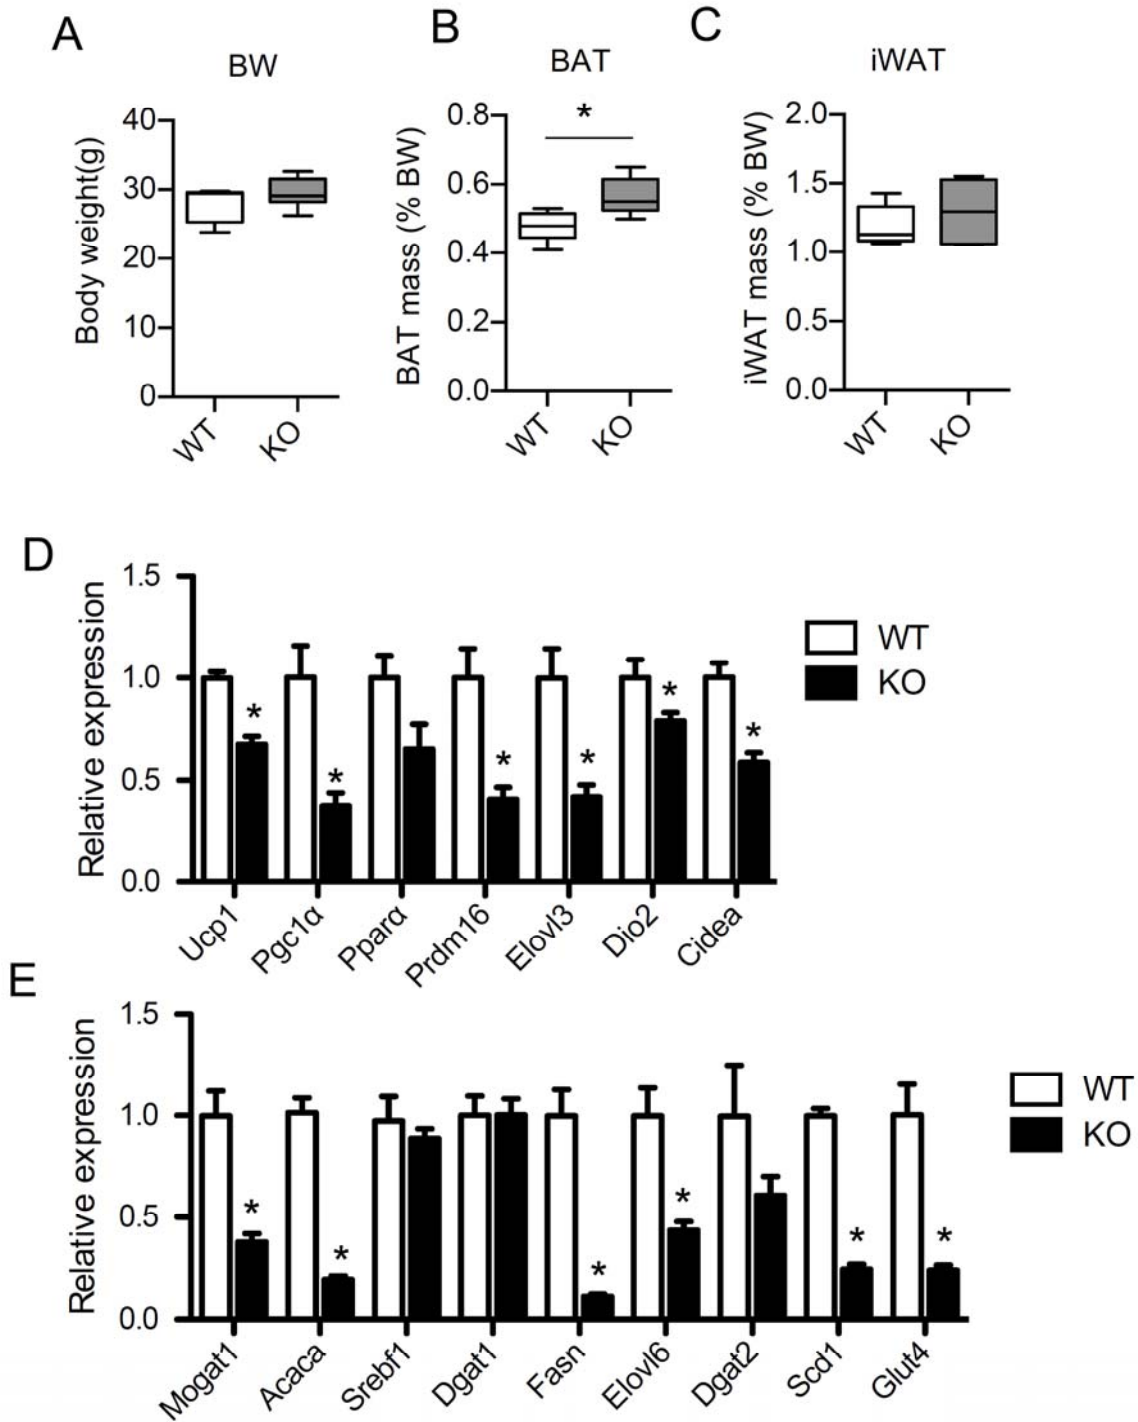 A
BW
Body weight(g)
40
30
20
10
0
WT
KO
B
BAT
BAT mass (% BW)
0.8
0.6
0.4
0.2
0.0
*
WT
KO
C
iWAT
iWAT mass (% BW)
2.0
1.5
1.0
0.5
0.0
WT
KO
D
Relative expression
1.5
1.0
0.5
0.0
*
*
*
*
*
*
Ucp1
Pgc1α
Pparα
Prdm16
Elovl3
Dio2
Cidea
WT
KO
E
Relative expression
1.5
1.0
0.5
0.0
*
*
*
*
*
*
Mogat1
Acaca
Srebf1
Dgat1
Fasn
Elovl6
Dgat2
Scd1
Glut4
WT
KO